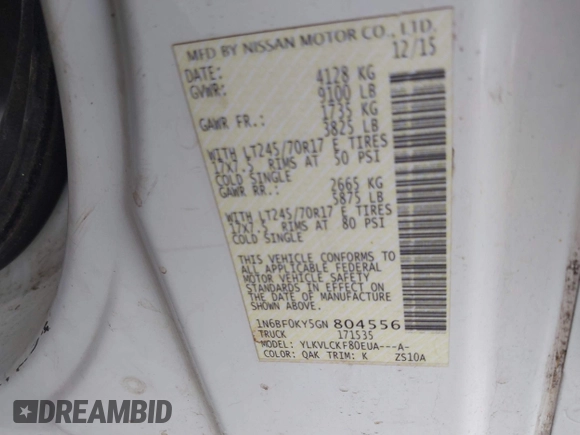 MFD BY NISSAN MOTOR CO., LTD.
DATE: 12/15
GVWR: 4128 KG
9100 LB
GAWR FR.: 1735 KG
3825 LB
WITH LT245/70R17 E TIRES
17X7.5 RIMS AT 50 PSI
COLD SINGLE
GAWR RR.: 2665 KG
5875 LB
WITH LT245/70R17 E TIRES
17X7.5 RIMS AT 80 PSI
COLD SINGLE
THIS VEHICLE CONFORMS TO
ALL APPLICABLE FEDERAL
MOTOR VEHICLE SAFETY
STANDARDS IN EFFECT ON
THE DATE OF MANUFACTURE
SHOWN ABOVE.
1N6BF0KY5GN 804556
TRUCK 171535
MODEL: YLKVLCKF80EUA---A-
COLOR: QAK TRIM: K ZS10A
DREAMBID